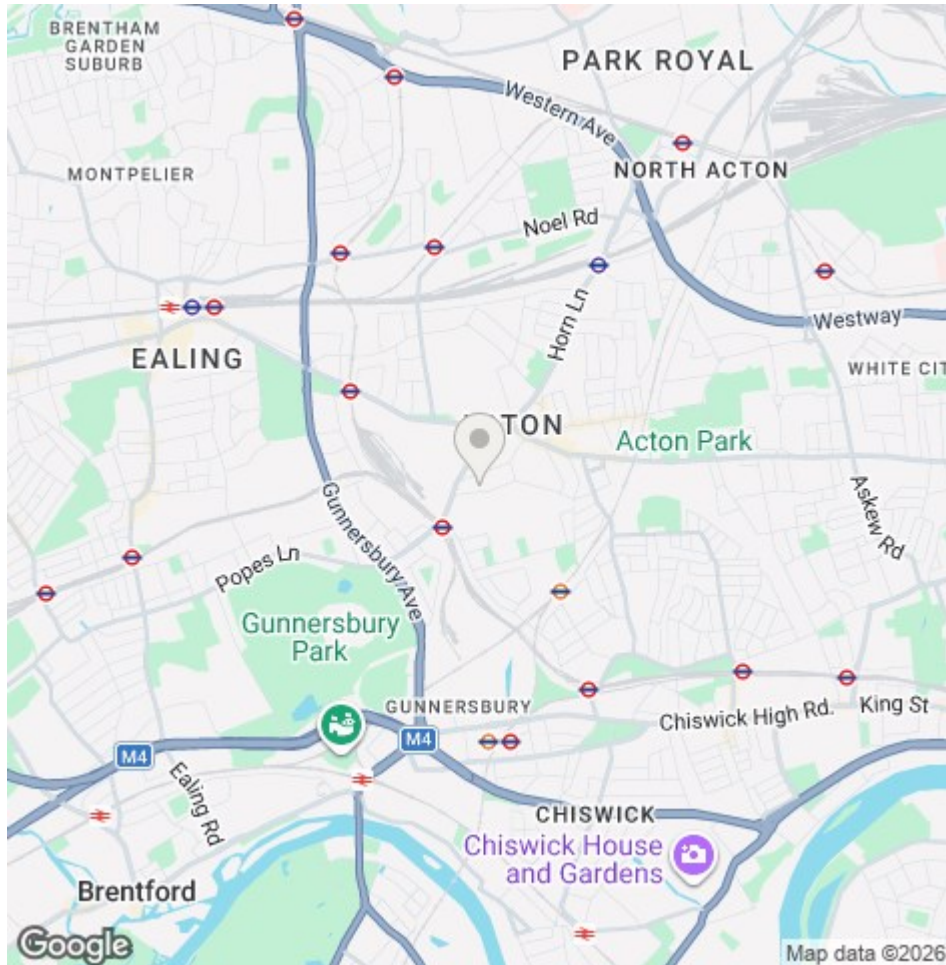 BRENTHAM
GARDEN
SUBURB
PARK ROYAL
Western Ave
MONTPELIER
NORTH ACTON
Noel Rd
Horn Ln
Westway
EALING
WHITE CIT
TON
Acton Park
Askew Rd
Gunnersbury Ave
Popes Ln
Gunnersbury
Park
GUNNERSBURY
Chiswick High Rd.
King St
M4
M4
Ealing Rd
CHISWICK
Chiswick House
and Gardens
Brentford
Google
Map data ©2026